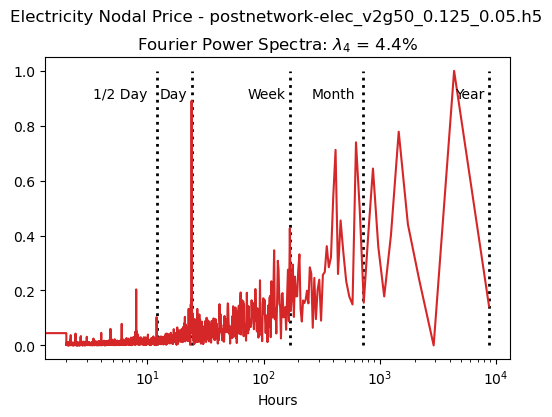 Electricity Nodal Price - postnetwork-elec_v2g50_0.125_0.05.h5
Fourier Power Spectra: λ₄ = 4.4%
1/2 Day Day Week Month Year
1.0
0.8
0.6
0.4
0.2
0.0
10¹ 10² 10³ 10⁴
Hours